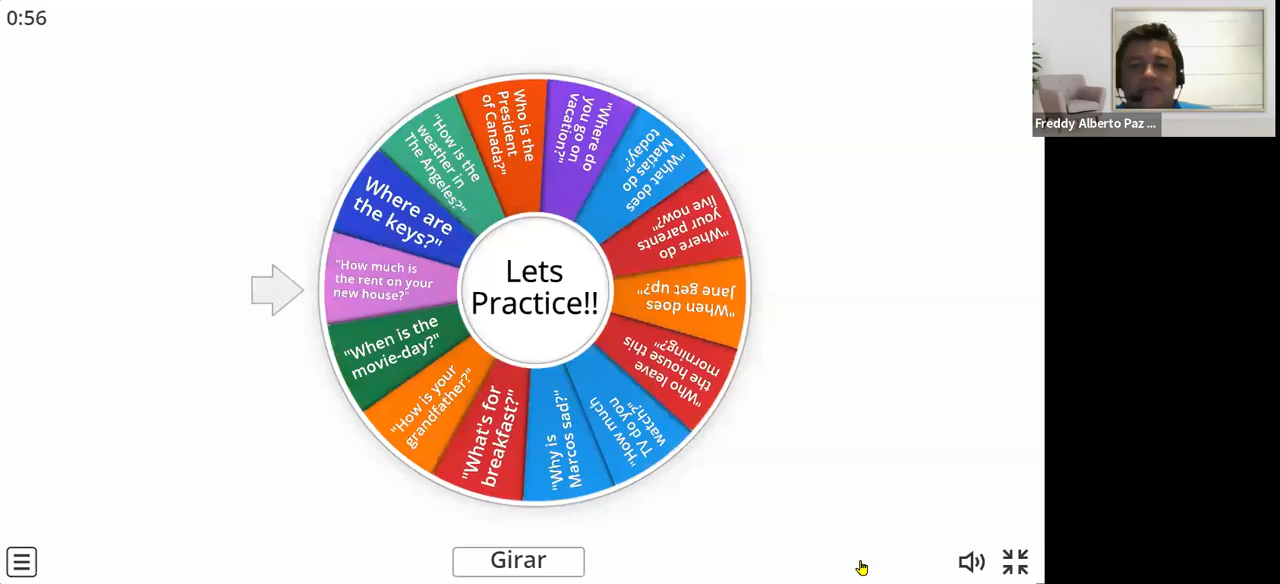 0:56
Freddy Alberto Paz ...
Who is the
President
of Canada?"
"Where do
you go on
vacation?"
"What does
Matias do
today?"
"Where do
your parents
live now?"
"When does
Jane get up?"
"Who leave
the house this
morning?"
"How much
TV do you
watch?"
"Why is
Marcos sad?"
"What's for
breakfast?"
"How is your
grandfather?"
"When is the
movie-day?"
"How much is
the rent on your
new house?"
Where are
the keys?"
"How is the
weather in
The Angeles?"
Lets
Practice!!
Girar